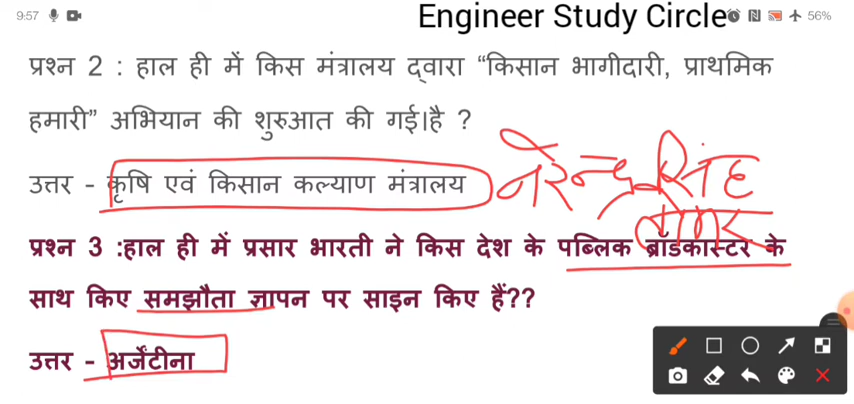 9:57
Engineer Study Circle
56%
प्रश्न 2 : हाल ही में किस मंत्रालय द्वारा “किसान भागीदारी, प्राथमिक
हमारी” अभियान की शुरुआत की गई।है ?
उत्तर - कृषि एवं किसान कल्याण मंत्रालय
नरेन्द्र सिंह
तोमर
प्रश्न 3 :हाल ही में प्रसार भारती ने किस देश के पब्लिक ब्रॉडकास्टर के
साथ किए समझौता ज्ञापन पर साइन किए हैं??
उत्तर - अर्जेंटीना